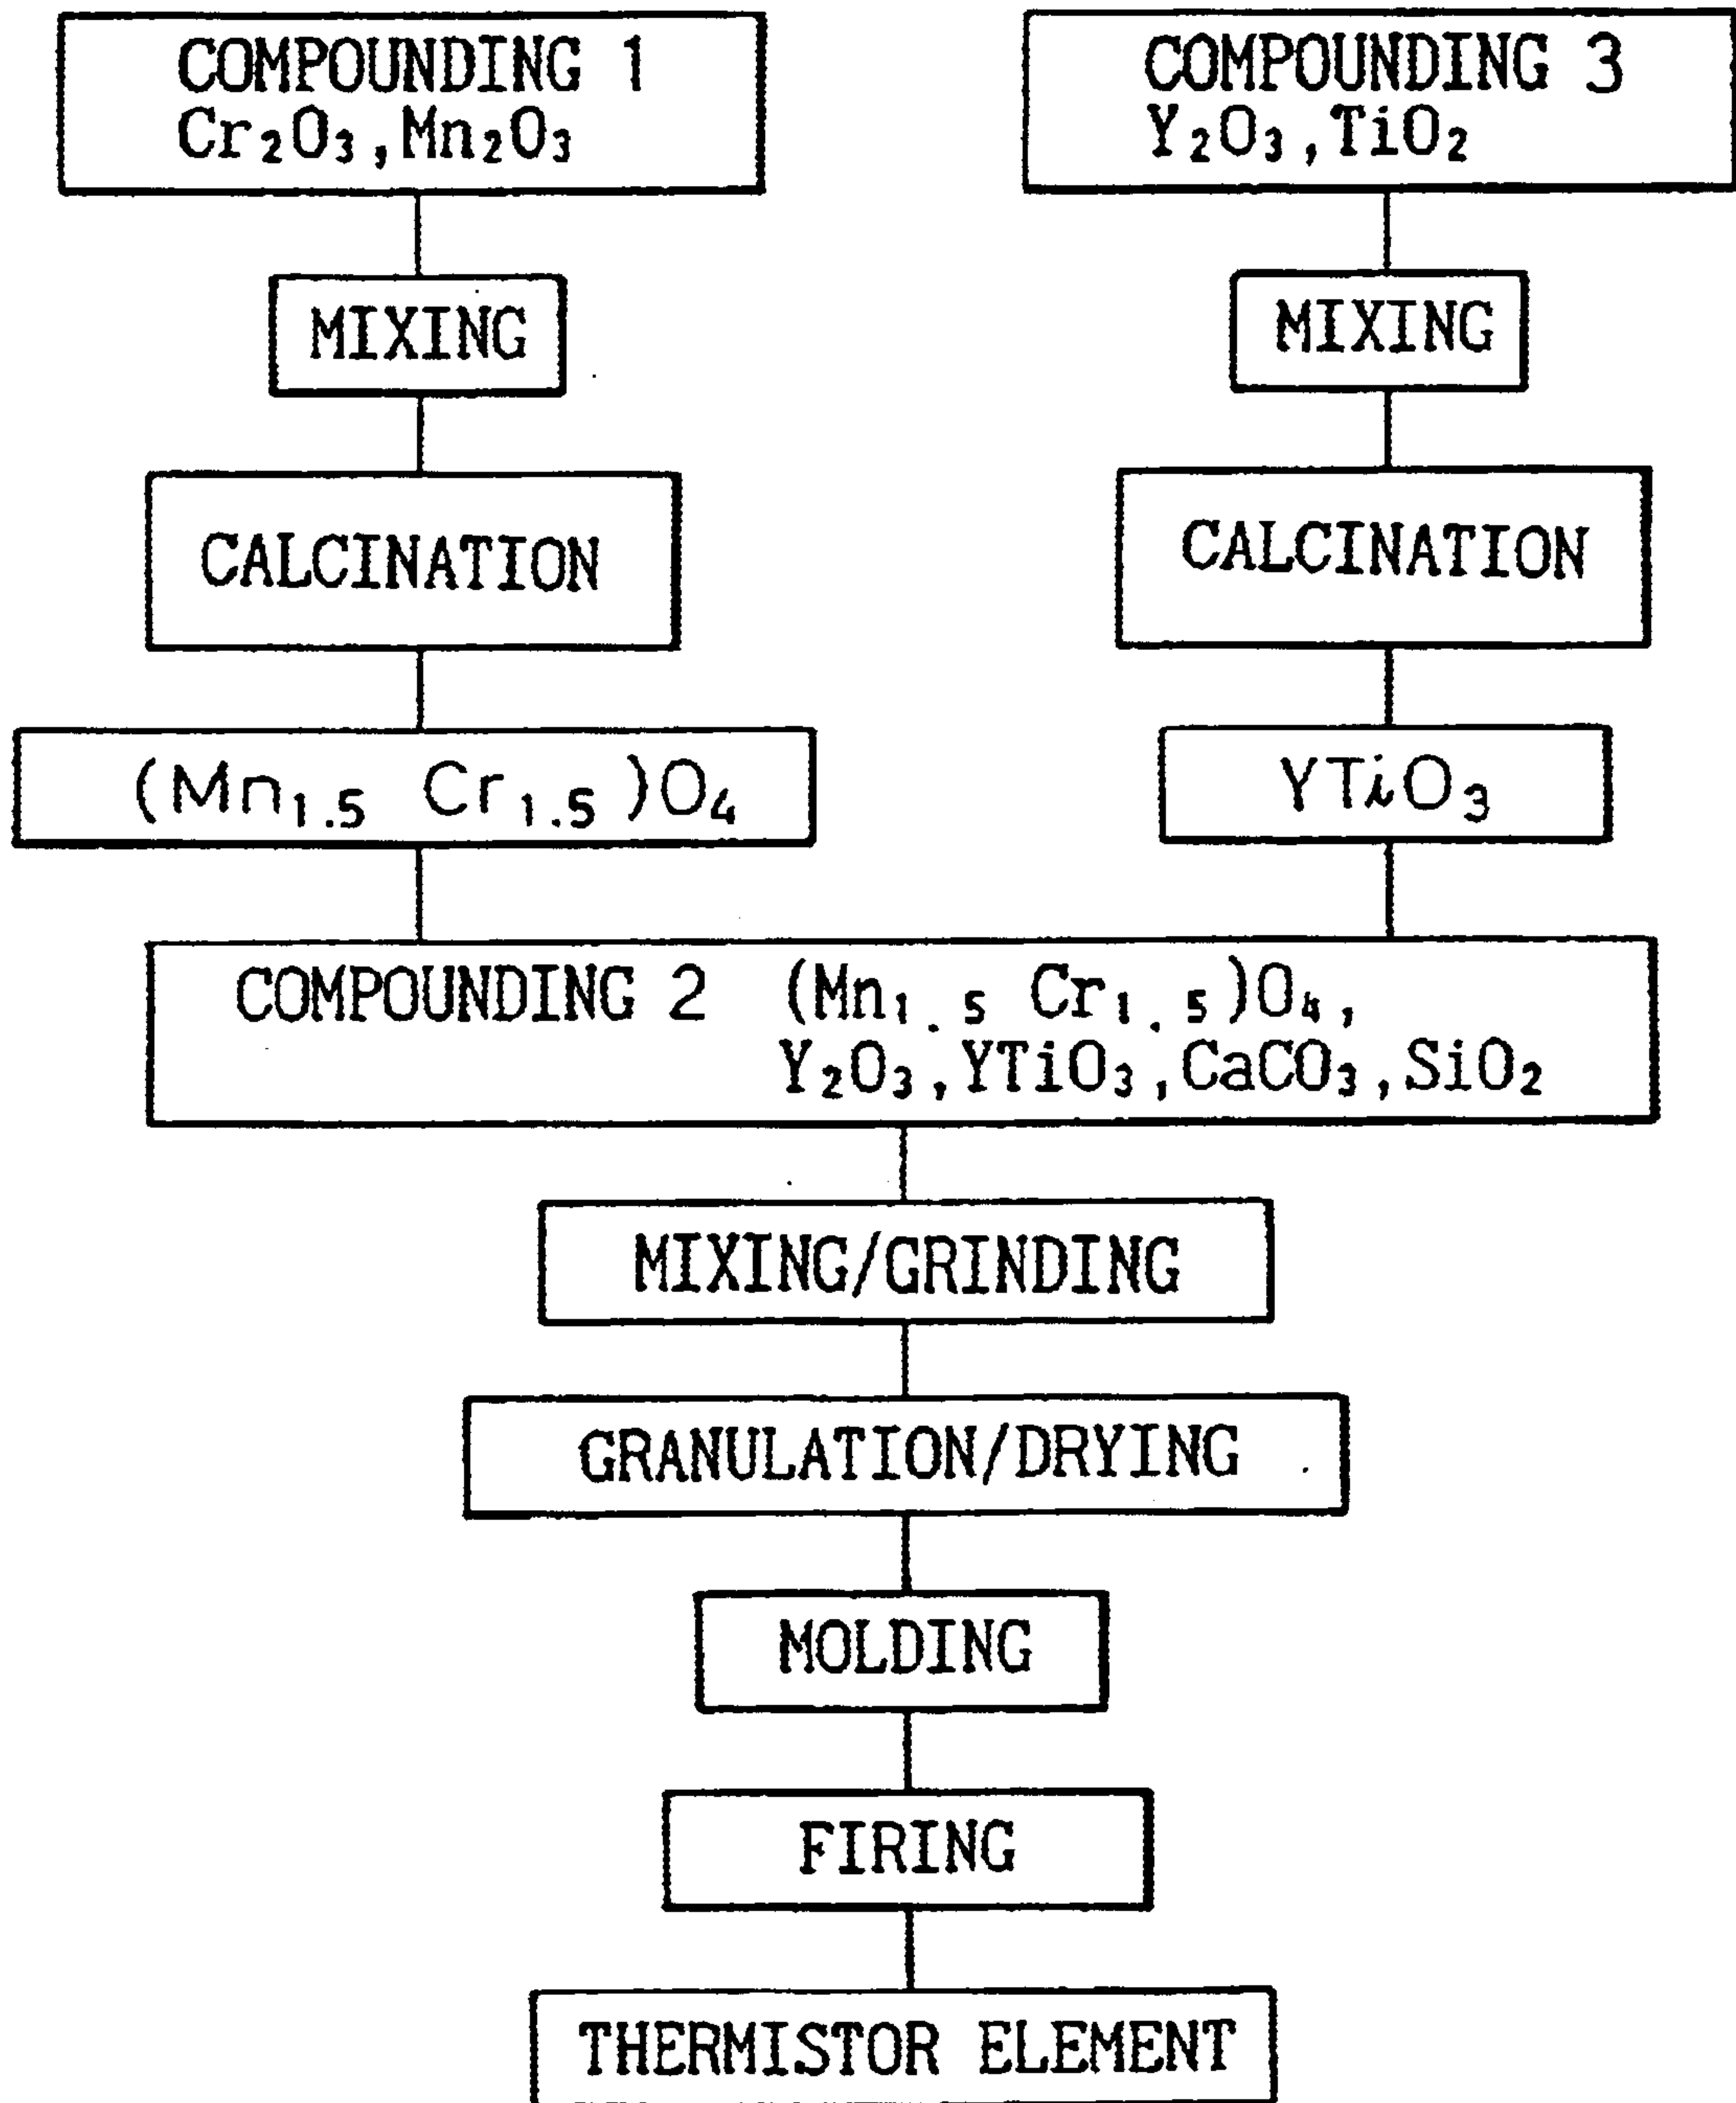 COMPOUNDING 1
Cr₂O₃,Mn₂O₃
MIXING
CALCINATION
(Mn₁.₅ Cr₁.₅)O₄
COMPOUNDING 3
Y₂O₃,TiO₂
MIXING
CALCINATION
YTiO₃
COMPOUNDING 2 (Mn₁.₅ Cr₁.₅)O₄,
Y₂O₃,YTiO₃,CaCO₃,SiO₂
MIXING/GRINDING
GRANULATION/DRYING
MOLDING
FIRING
THERMISTOR ELEMENT